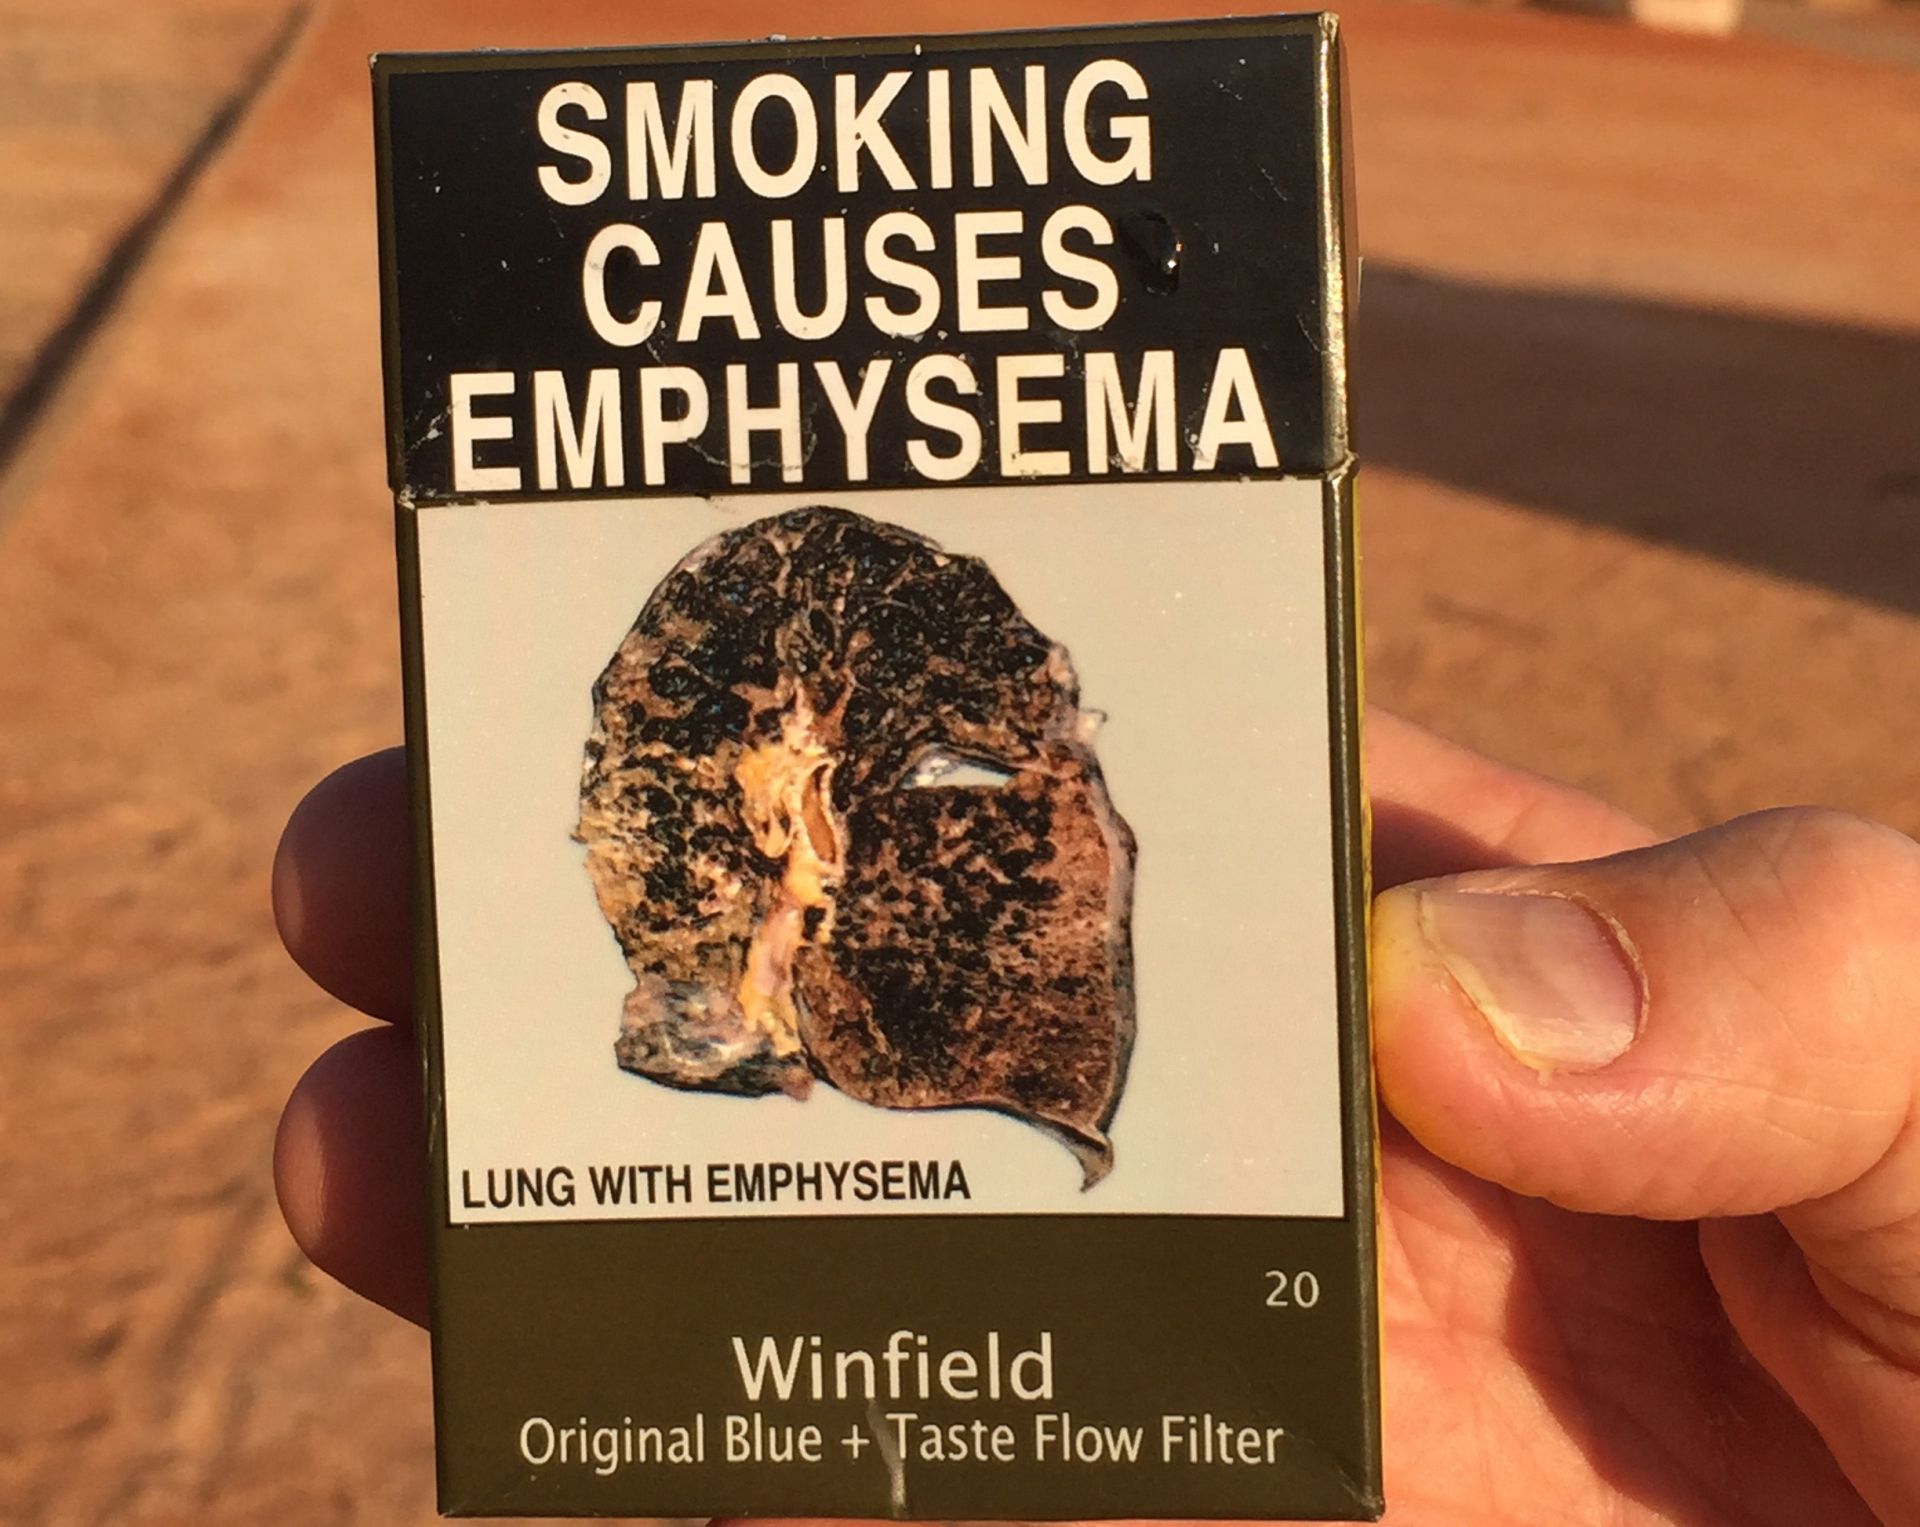 SMOKING
CAUSES
EMPHYSEMA
LUNG WITH EMPHYSEMA
20
Winfield
Original Blue + Taste Flow Filter